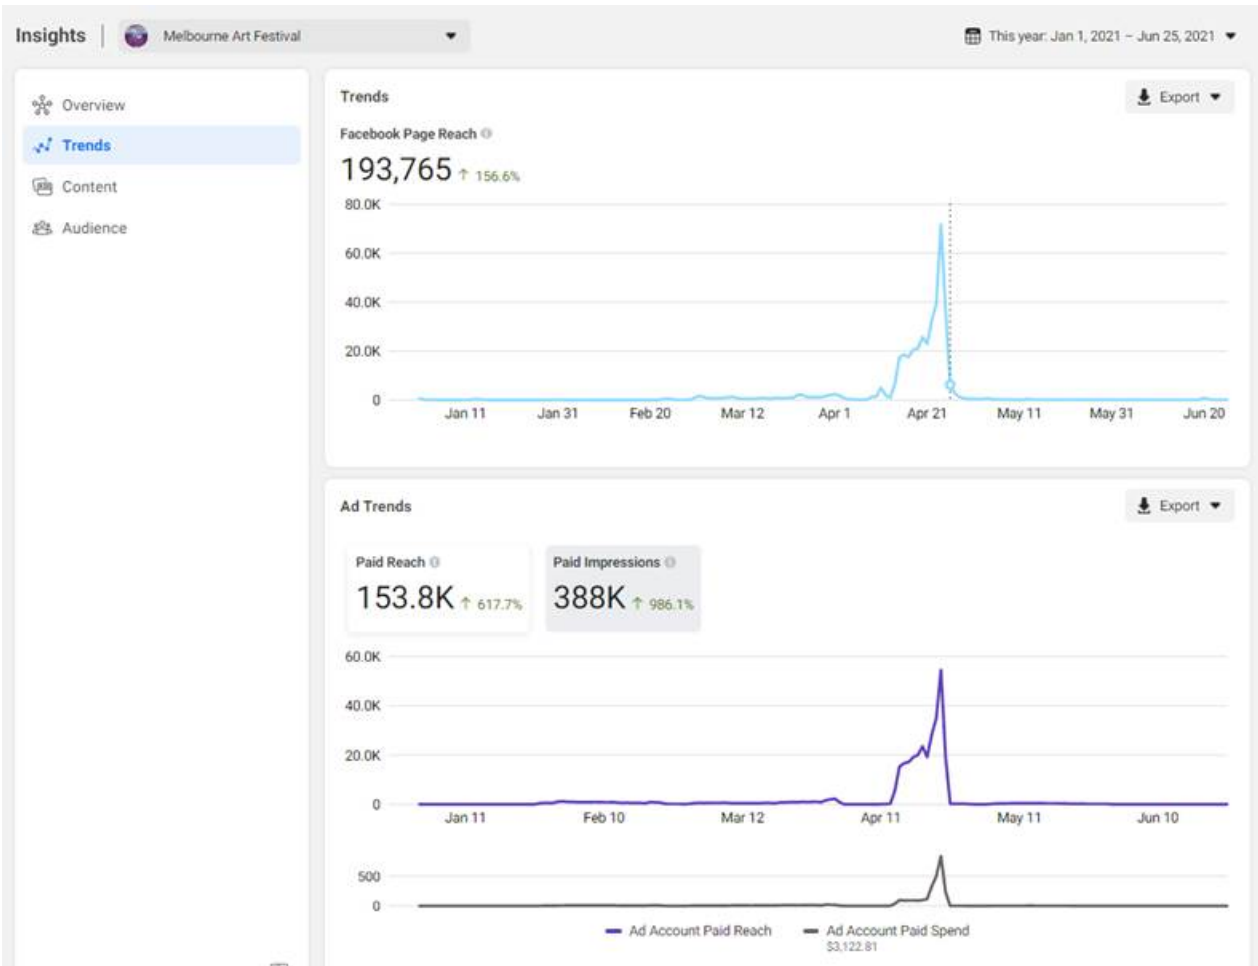 Insights
Melbourne Art Festival
This year: Jan 1, 2021 – Jun 25, 2021
Overview
Trends
Content
Audience
Trends
Export
Facebook Page Reach
193,765 ↑ 156.6%
80.0K
60.0K
40.0K
20.0K
0
Jan 11 Jan 31 Feb 20 Mar 12 Apr 1 Apr 21 May 11 May 31 Jun 20
Ad Trends
Export
Paid Reach
153.8K ↑ 617.7%
Paid Impressions
388K ↑ 986.1%
60.0K
40.0K
20.0K
0
Jan 11 Feb 10 Mar 12 Apr 11 May 11 Jun 10
500
0
Ad Account Paid Reach
Ad Account Paid Spend
$3,122.81